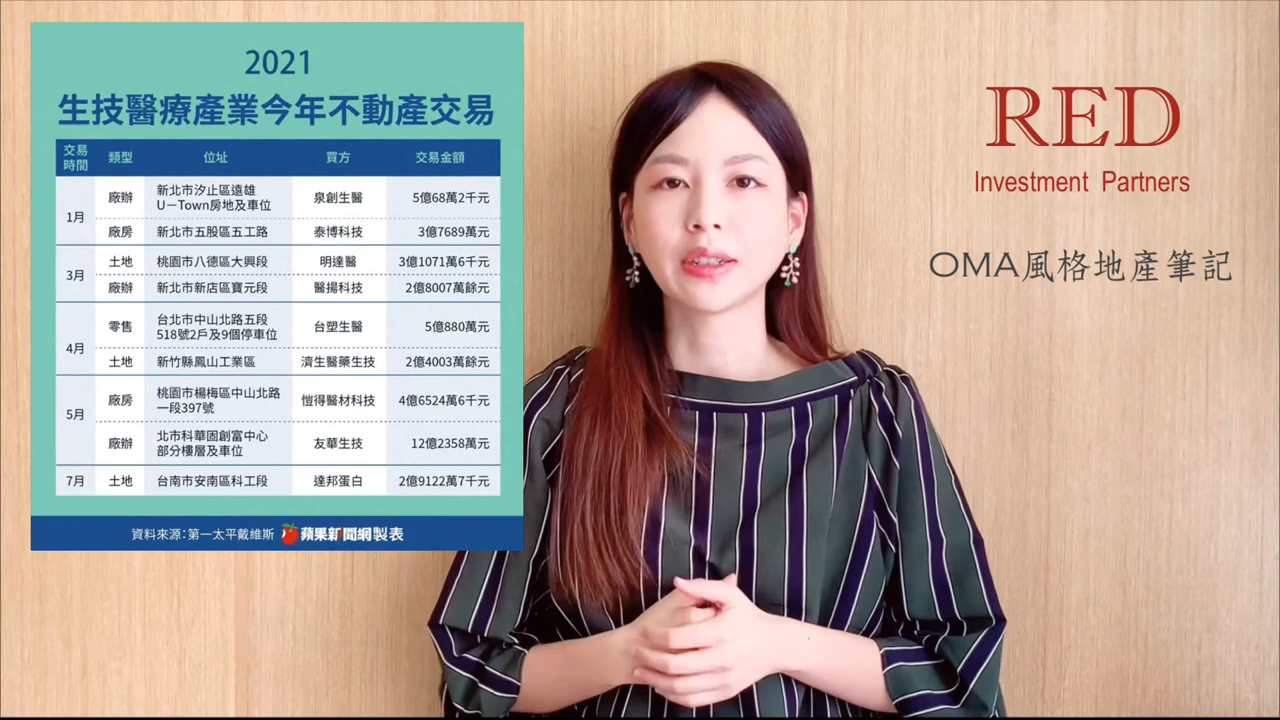 2021
生技醫療產業今年不動產交易
交易
時間
類型
位址
買方
交易金額
1月
廠辦
新北市汐止區遠雄
U－Town房地及車位
泉創生醫
5億68萬2千元
廠房
新北市五股區五工路
泰博科技
3億7689萬元
3月
土地
桃園市八德區大興段
明達醫
3億1071萬6千元
廠辦
新北市新店區寶元段
醫揚科技
2億8007萬餘元
4月
零售
台北市中山北路五段
518號2戶及9個停車位
台塑生醫
5億880萬元
土地
新竹縣鳳山工業區
濟生醫藥生技
2億4003萬餘元
5月
廠房
桃園市楊梅區中山北路
一段397號
愷得醫材科技
4億6524萬6千元
廠辦
北市科華固創富中心
部分樓層及車位
友華生技
12億2358萬元
7月
土地
台南市安南區科工段
達邦蛋白
2億9122萬7千元
資料來源：第一太平戴維斯
蘋果新聞網製表
RED
Investment Partners
OMA風格地產筆記